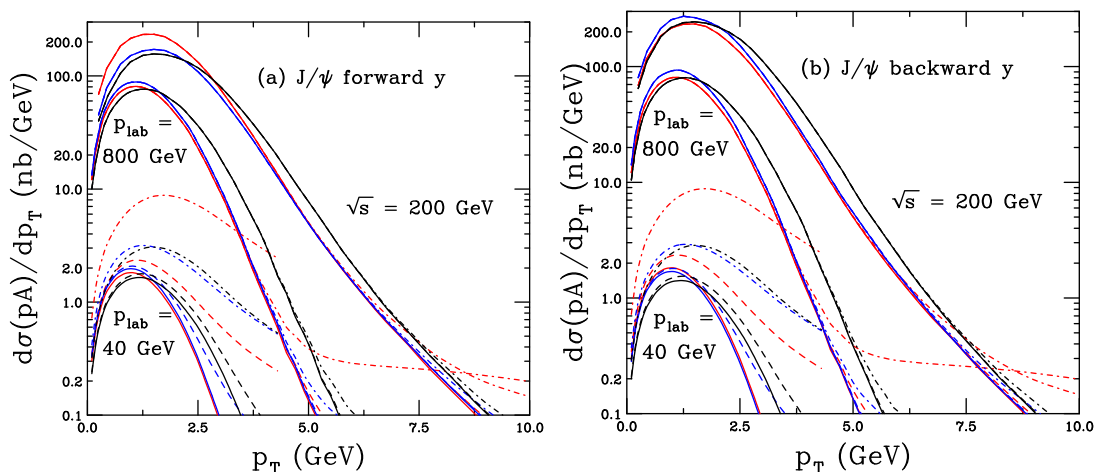 dσ(pA)/dp_T (nb/GeV)
200.0
100.0
20.0
10.0
2.0
1.0
0.2
0.1
(a) J/ψ forward y
p_lab =
800 GeV
√s = 200 GeV
p_lab =
40 GeV
0.0 2.5 5.0 7.5 10.0
p_T (GeV)
dσ(pA)/dp_T (nb/GeV)
200.0
100.0
20.0
10.0
2.0
1.0
0.2
0.1
(b) J/ψ backward y
p_lab =
800 GeV
√s = 200 GeV
p_lab =
40 GeV
0.0 2.5 5.0 7.5 10.0
p_T (GeV)